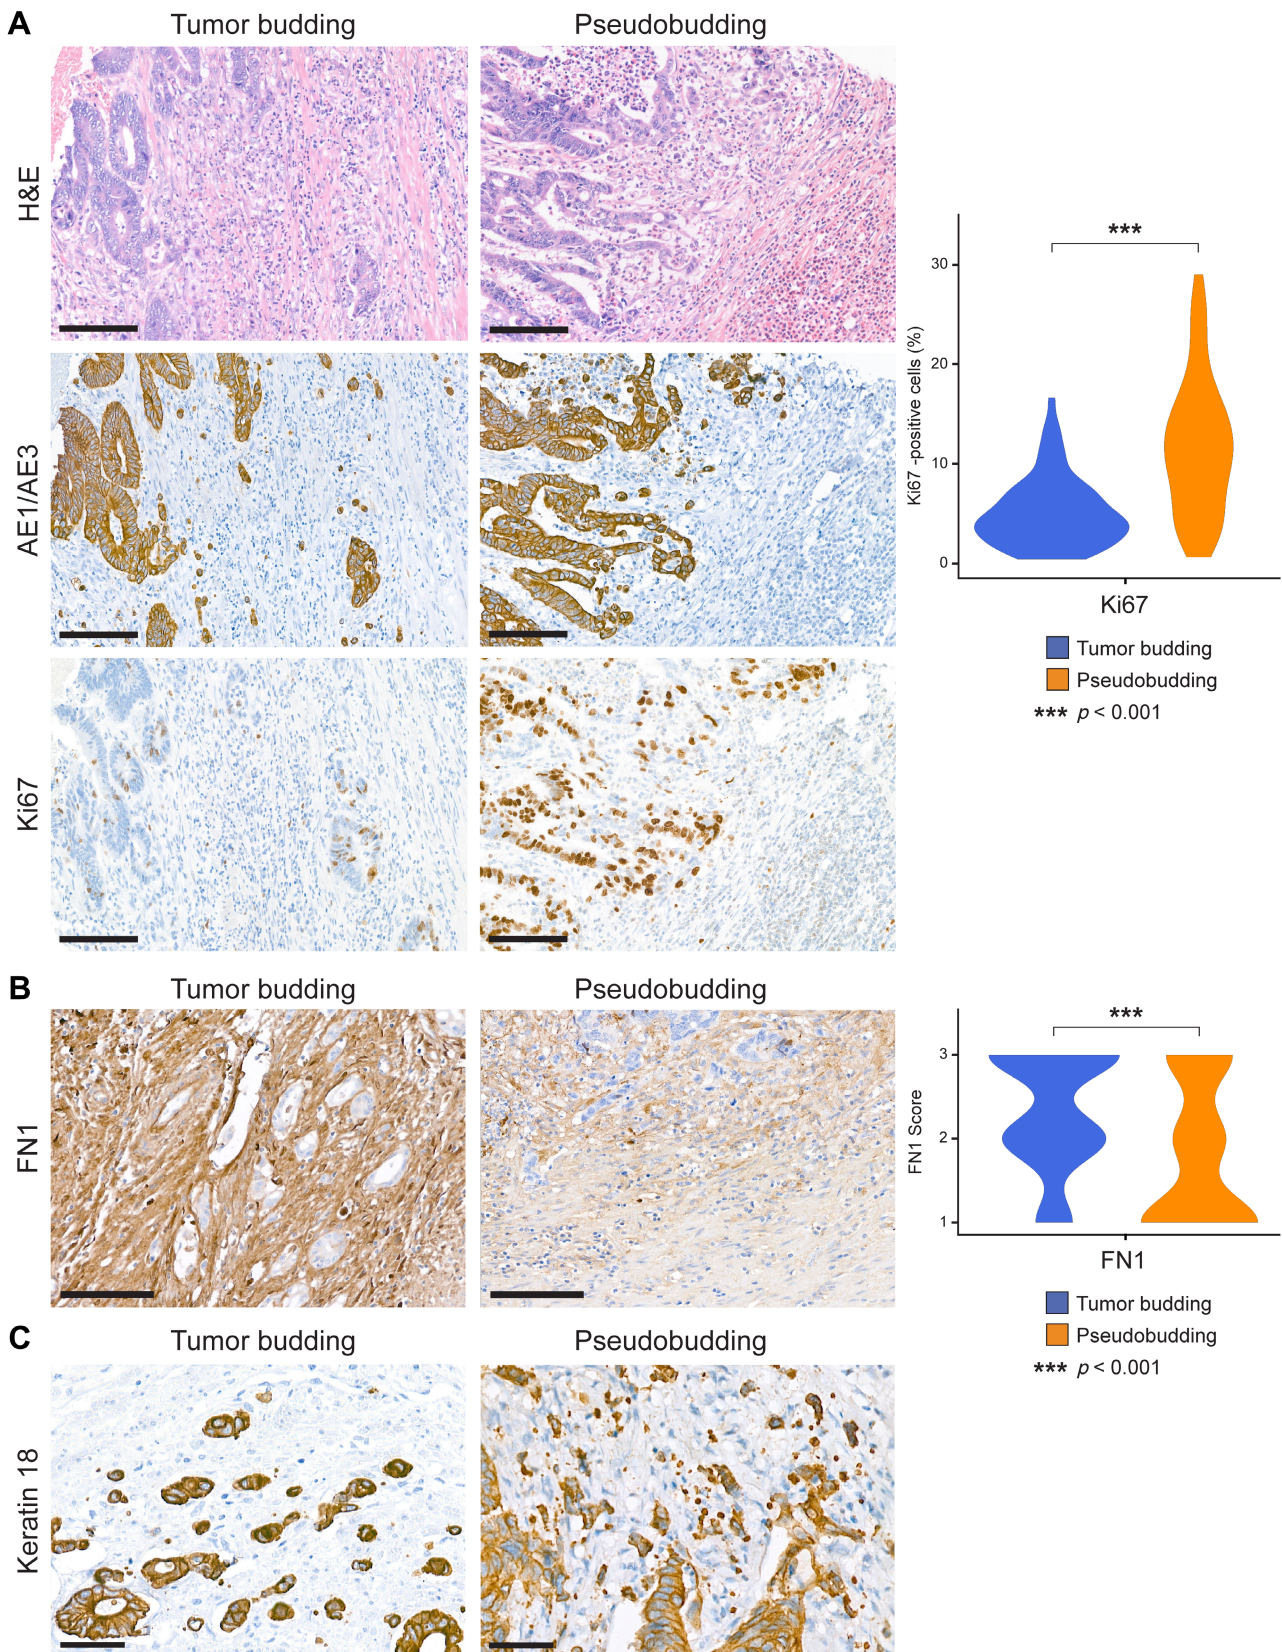 A
Tumor budding
Pseudobudding
H&E
AE1/AE3
Ki67
Ki67 -positive cells (%)
***
30
20
10
0
Ki67
Tumor budding
Pseudobudding
*** p < 0.001
B
Tumor budding
Pseudobudding
FN1
FN1 Score
***
3
2
1
FN1
Tumor budding
Pseudobudding
*** p < 0.001
C
Tumor budding
Pseudobudding
Keratin 18